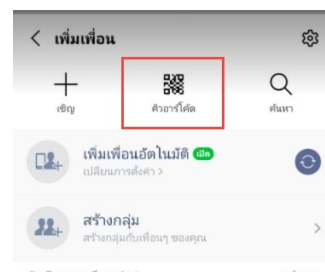 < เพิ่มเพื่อน
เชิญ
คิวอาร์โค้ด
ค้นหา
เพิ่มเพื่อนอัตโนมัติ เปิด
เปลี่ยนการตั้งค่า >
สร้างกลุ่ม
สร้างกลุ่มกับเพื่อนๆ ของคุณ